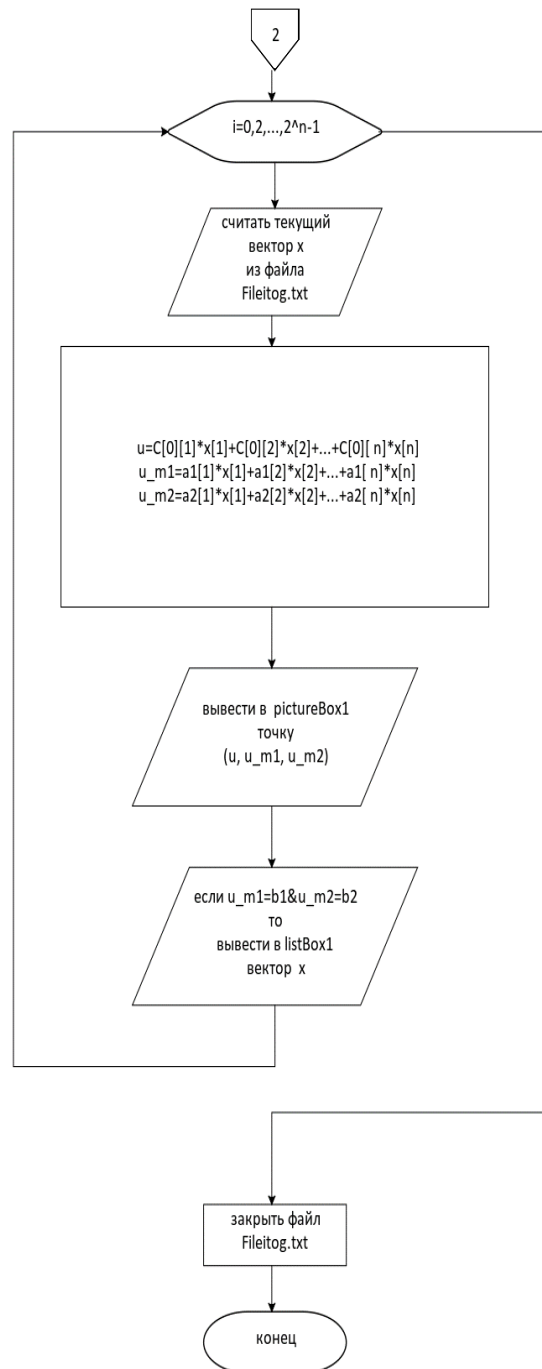 2
i=0,2,...,2^n-1
считать текущий
вектор x
из файла
Fileitog.txt
u=C[0][1]*x[1]+C[0][2]*x[2]+...+C[0][ n]*x[n]
u_m1=a1[1]*x[1]+a1[2]*x[2]+...+a1[ n]*x[n]
u_m2=a2[1]*x[1]+a2[2]*x[2]+...+a2[ n]*x[n]
вывести в pictureBox1
точку
(u, u_m1, u_m2)
если u_m1=b1&u_m2=b2
то
вывести в listBox1
вектор x
закрыть файл
Fileitog.txt
конец